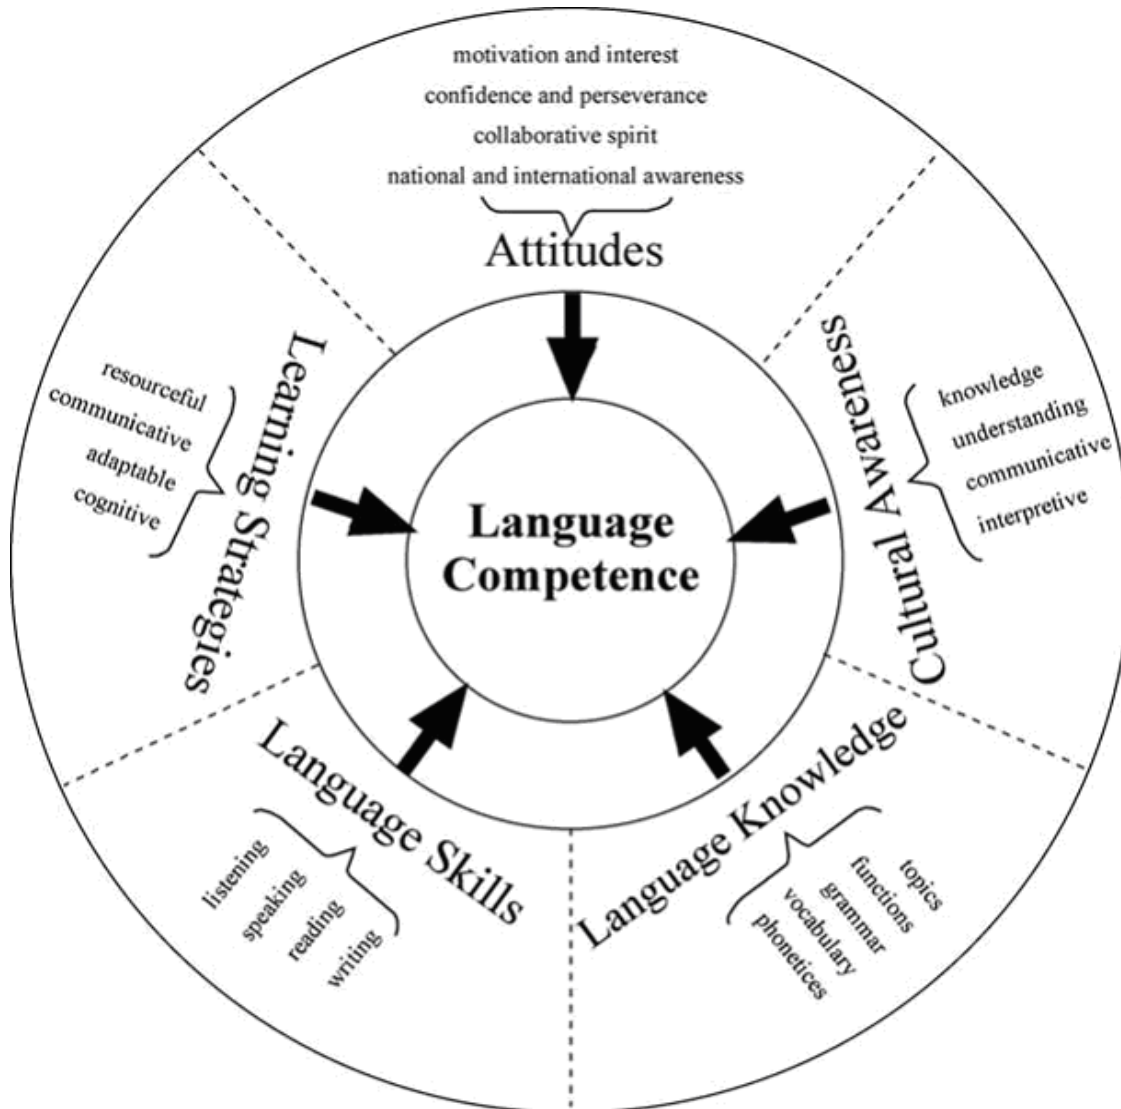 motivation and interest
confidence and perseverance
collaborative spirit
national and international awareness
Attitudes
Cultural Awareness
knowledge
understanding
communicative
interpretive
Language Knowledge
topics
functions
grammar
vocabulary
phonetices
Language Skills
listening
speaking
reading
writing
Learning Strategies
resourceful
communicative
adaptable
cognitive
Language
Competence